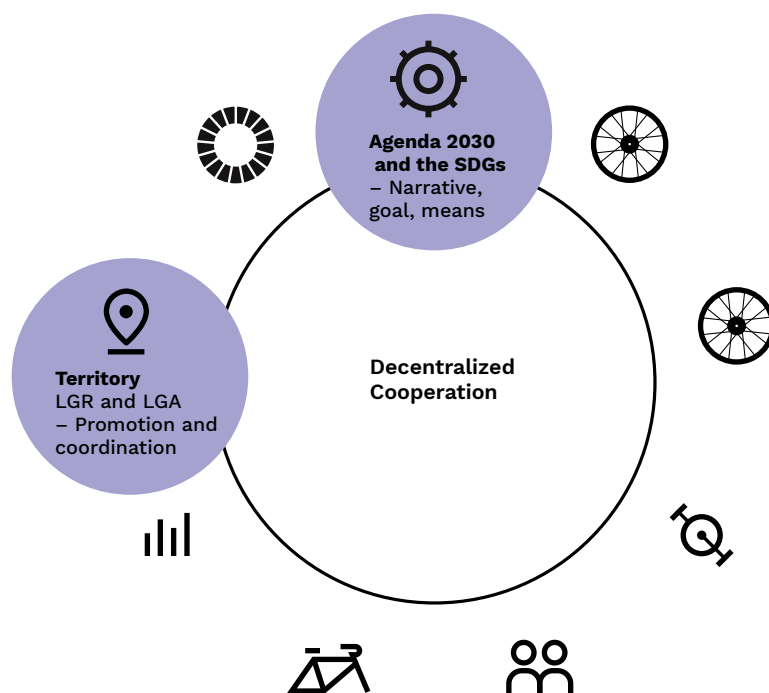 Agenda 2030
and the SDGs
– Narrative,
goal, means
Territory
LGR and LGA
– Promotion and
coordination
Decentralized
Cooperation